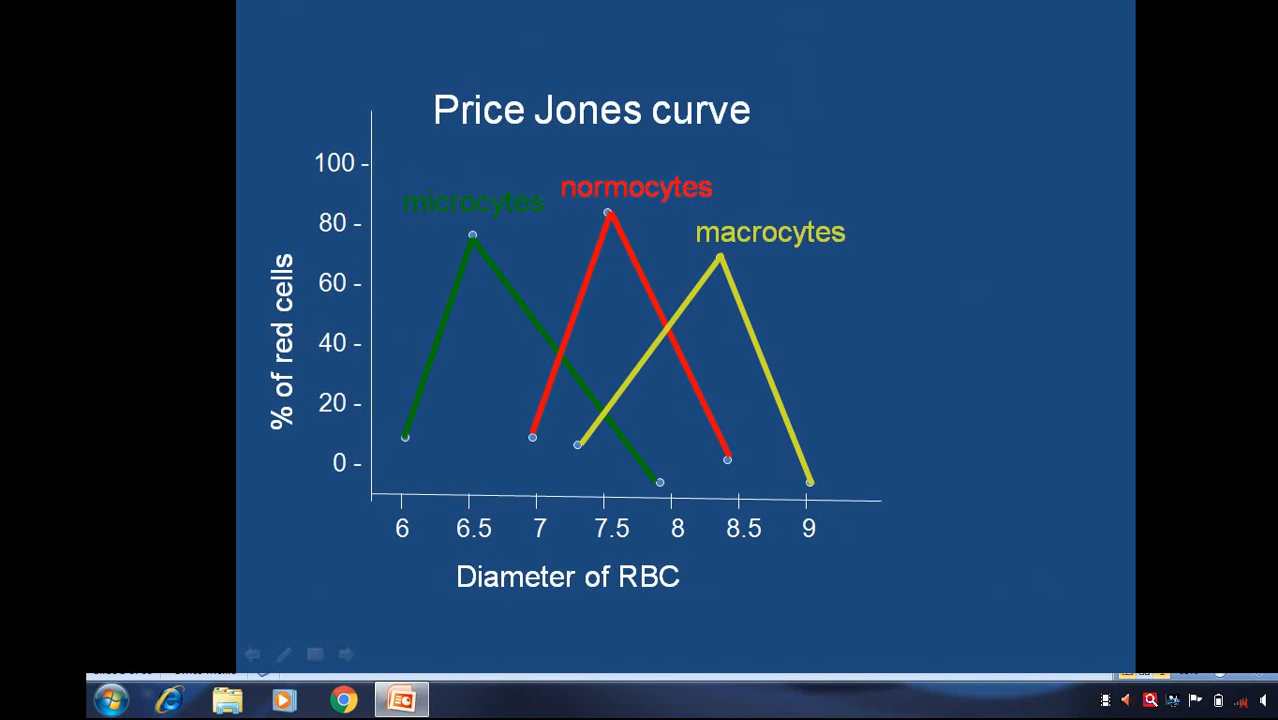 Price Jones curve
100 -
microcytes
normocytes
macrocytes
80 -
60 -
40 -
20 -
0 -
% of red cells
6 6.5 7 7.5 8 8.5 9
Diameter of RBC